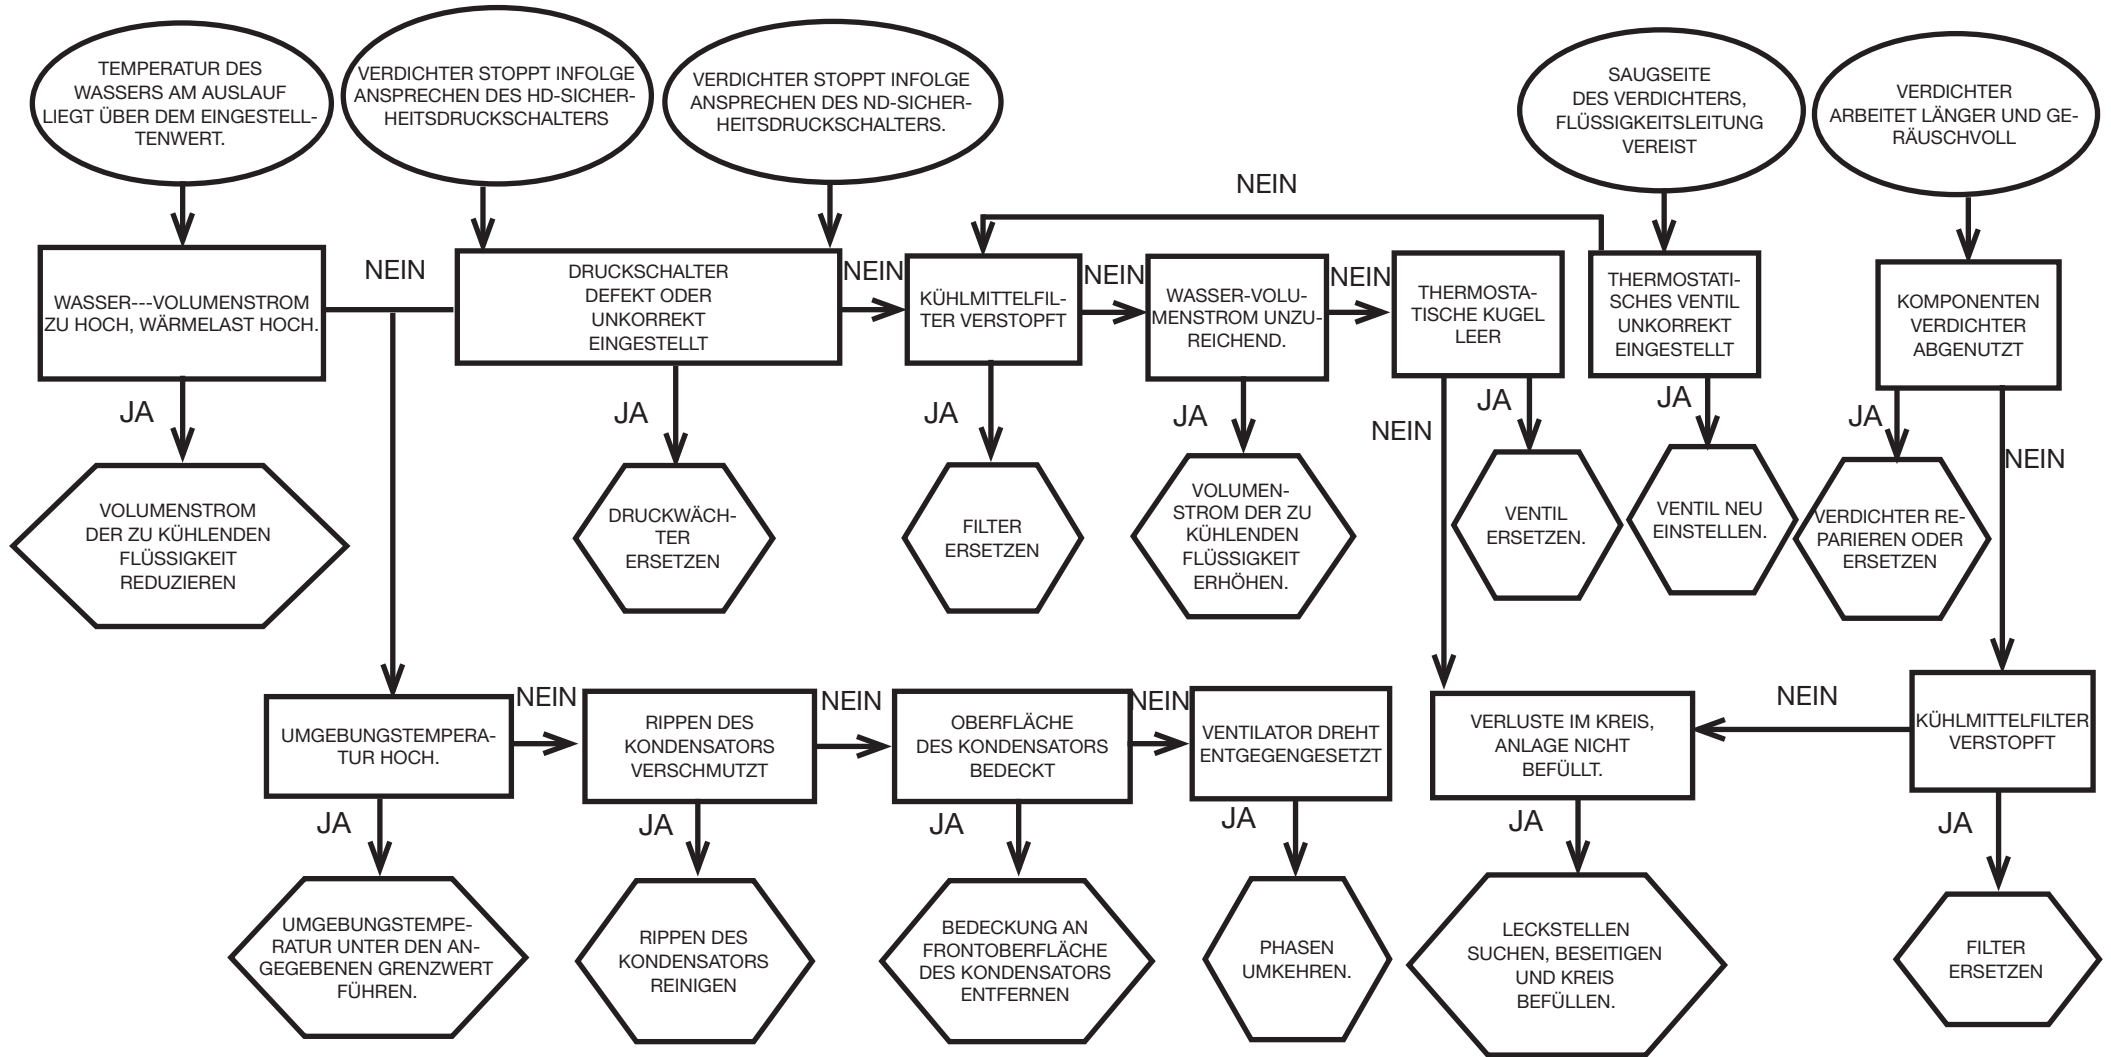 TEMPERATUR DES
WASSERS AM AUSLAUF
LIEGT ÜBER DEM EINGESTELL-
TENWERT.
VERDICHTER STOPPT INFOLGE
ANSPRECHEN DES HD-SICHER-
HEITSDRUCKSCHALTERS
VERDICHTER STOPPT INFOLGE
ANSPRECHEN DES ND-SICHER-
HEITSDRUCKSCHALTERS.
SAUGSEITE
DES VERDICHTERS,
FLÜSSIGKEITSLEITUNG
VEREIST
VERDICHTER
ARBEITET LÄNGER UND GE-
RÄUSCHVOLL
NEIN
WASSER---VOLUMENSTROM
ZU HOCH, WÄRMELAST HOCH.
NEIN
DRUCKSCHALTER
DEFEKT ODER
UNKORREKT
EINGESTELLT
NEIN
KÜHLMITTELFIL-
TER VERSTOPFT
NEIN
WASSER-VOLU-
MENSTROM UNZU-
REICHEND.
NEIN
THERMOSTA-
TISCHE KUGEL
LEER
THERMOSTATI-
SCHES VENTIL
UNKORREKT
EINGESTELLT
KOMPONENTEN
VERDICHTER
ABGENUTZT
JA
JA
JA
JA
NEIN
JA
JA
JA
NEIN
VOLUMENSTROM
DER ZU KÜHLENDEN
FLÜSSIGKEIT
REDUZIEREN
DRUCKWÄCH-
TER
ERSETZEN
FILTER
ERSETZEN
VOLUMEN-
STROM DER ZU
KÜHLENDEN
FLÜSSIGKEIT
ERHÖHEN.
VENTIL
ERSETZEN.
VENTIL NEU
EINSTELLEN.
VERDICHTER RE-
PARIEREN ODER
ERSETZEN
UMGEBUNGSTEMPERA-
TUR HOCH.
NEIN
RIPPEN DES
KONDENSATORS
VERSCHMUTZT
NEIN
OBERFLÄCHE
DES KONDENSATORS
BEDECKT
NEIN
VENTILATOR DREHT
ENTGEGENGESETZT
VERLUSTE IM KREIS,
ANLAGE NICHT
BEFÜLLT.
NEIN
KÜHLMITTELFILTER
VERSTOPFT
JA
JA
JA
JA
JA
JA
UMGEBUNGSTEMPE-
RATUR UNTER DEN AN-
GEGEBENEN GRENZWERT
FÜHREN.
RIPPEN DES
KONDENSATORS
REINIGEN
BEDECKUNG AN
FRONTOBERFLÄCHE
DES KONDENSATORS
ENTFERNEN
PHASEN
UMKEHREN.
LECKSTELLEN
SUCHEN, BESEITIGEN
UND KREIS
BEFÜLLEN.
FILTER
ERSETZEN